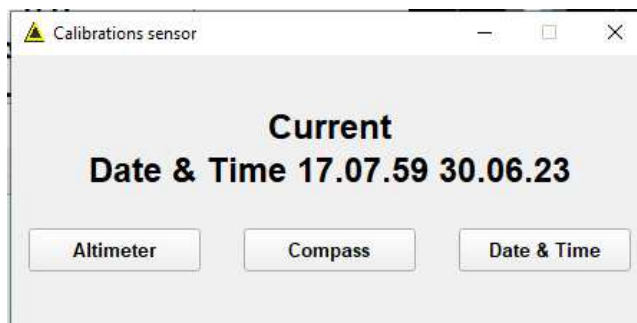 Calibrations sensor
Current
Date & Time 17.07.59 30.06.23
Altimeter Compass Date & Time